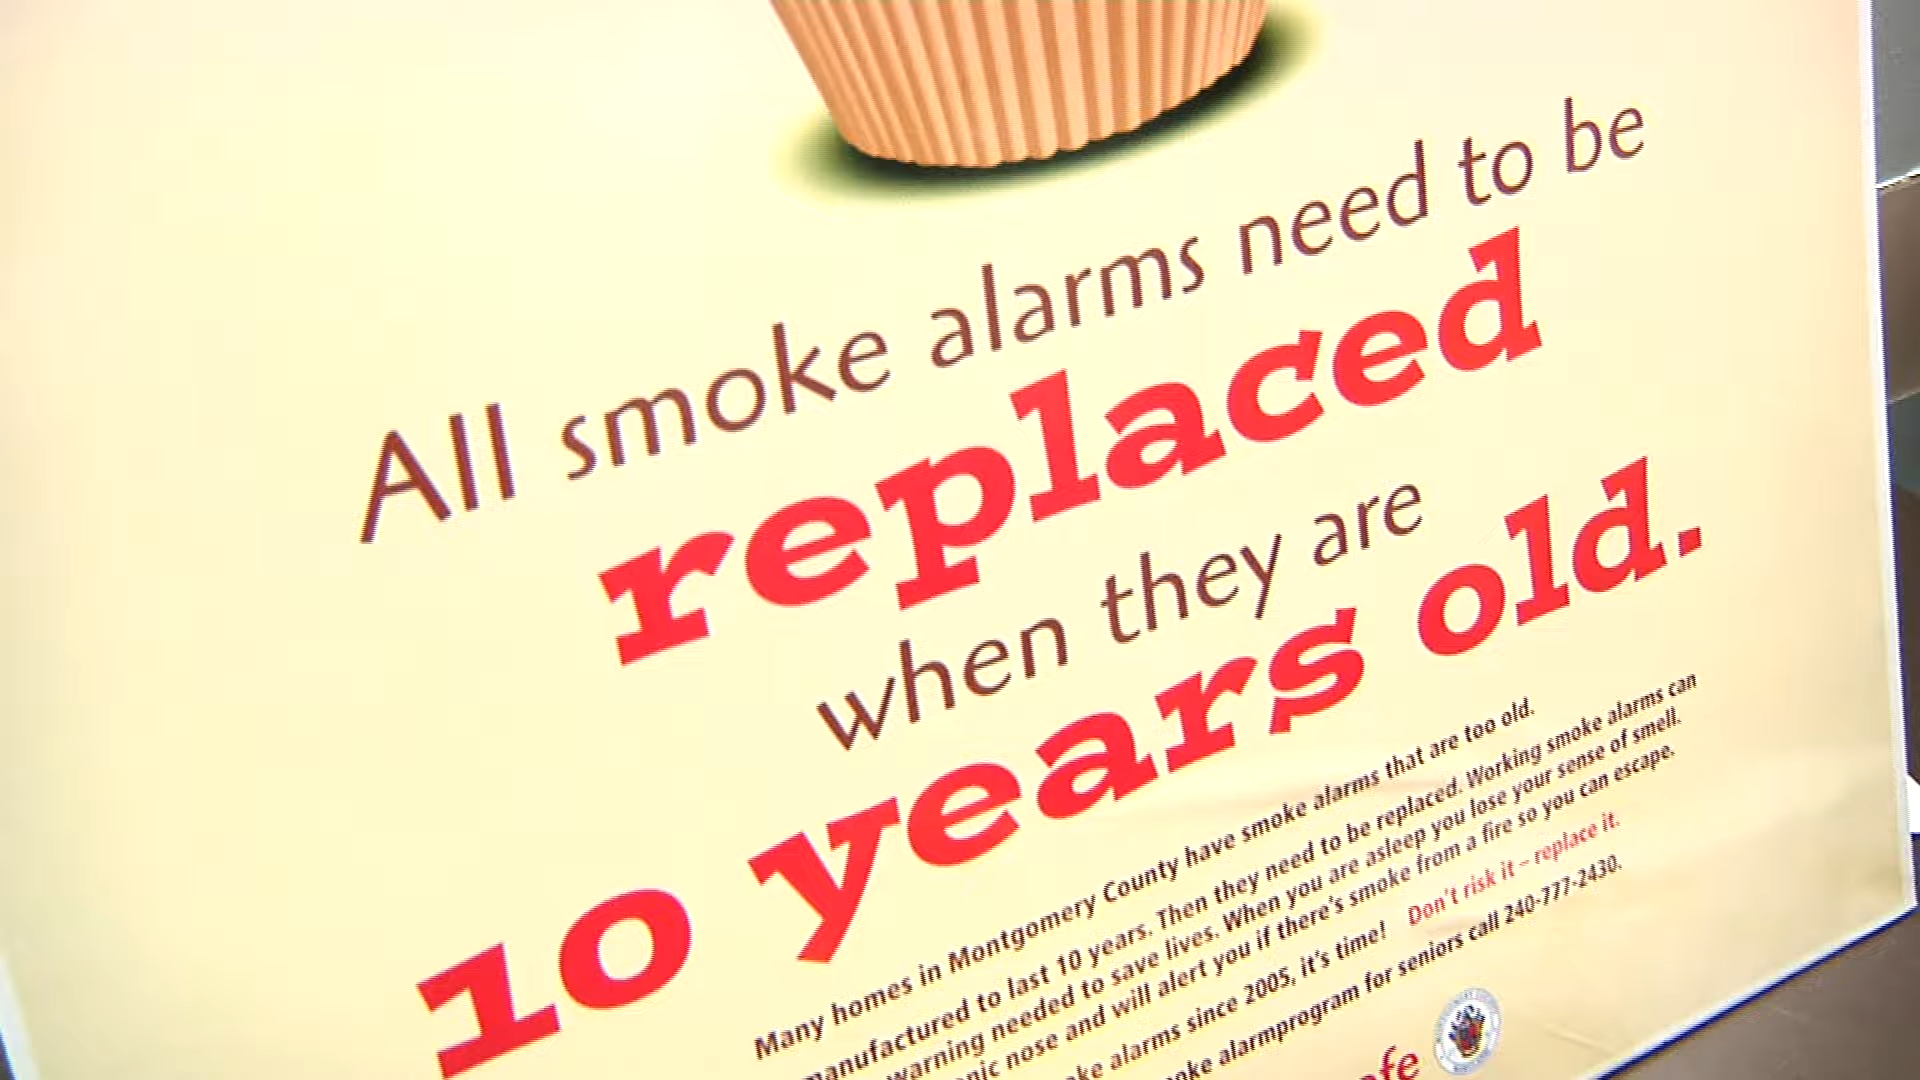 All smoke alarms need to be
replaced
when they are
10 years old.
Many homes in Montgomery County have smoke alarms that are too old.
manufactured to last 10 years. Then they need to be replaced. Working smoke alarms can
warning needed to save lives. When you are asleep you lose your sense of smell.
nose and will alert you if there's smoke from a fire so you can escape.
alarms since 2005, it's time! Don't risk it – replace it.
alarmprogram for seniors call 240-777-2430.